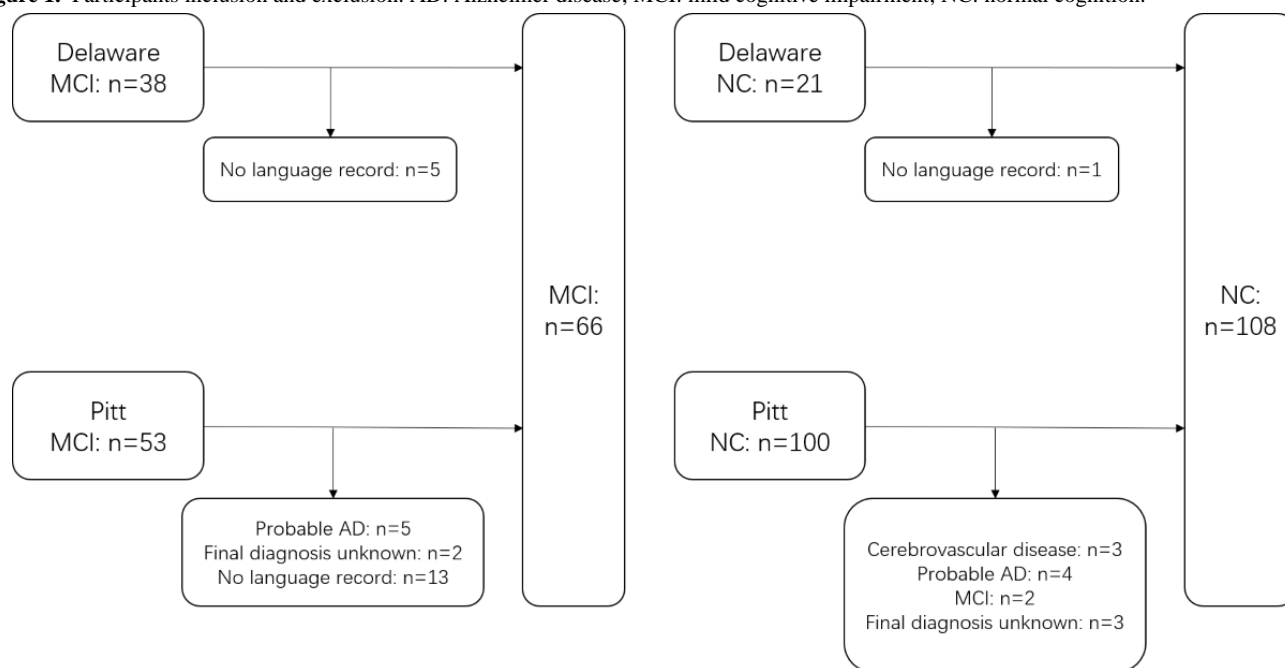 Figure 1. Participants inclusion and exclusion. AD: Alzheimer disease; MCI: mild cognitive impairment; NC: normal cognition.
Delaware
MCI: n=38
No language record: n=5
Pitt
MCI: n=53
Probable AD: n=5
Final diagnosis unknown: n=2
No language record: n=13
MCI:
n=66
Delaware
NC: n=21
No language record: n=1
Pitt
NC: n=100
Cerebrovascular disease: n=3
Probable AD: n=4
MCI: n=2
Final diagnosis unknown: n=3
NC:
n=108